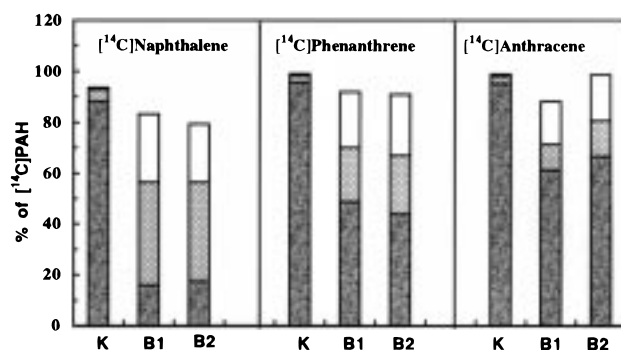 [¹⁴C]Naphthalene [¹⁴C]Phenanthrene [¹⁴C]Anthracene
% of [¹⁴C]PAH
120
100
80
60
40
20
0
K B1 B2 K B1 B2 K B1 B2